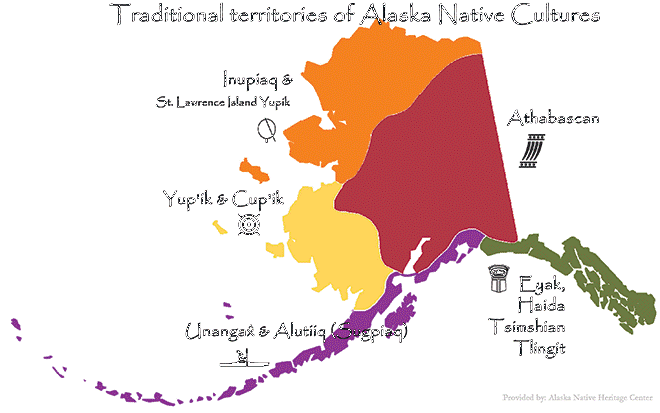 Traditional territories of Alaska Native Cultures
Inupiaq &
St. Lawrence Island Yupik
Athabascan
Yup'ik & Cup'ik
Eyak,
Haida
Tsimshian
Tlingit
Unangax̂ & Alutiiq (Sugpiaq)
Provided by: Alaska Native Heritage Center